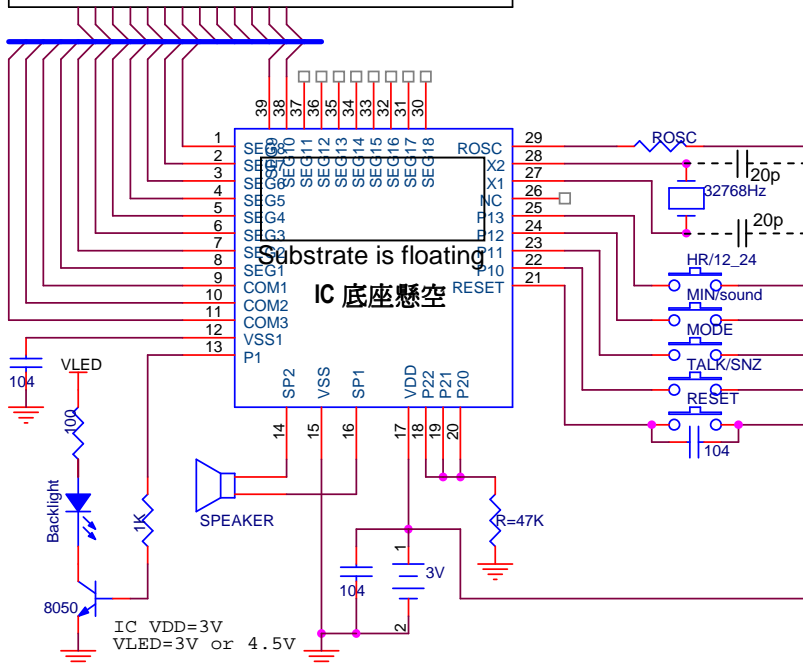 39
38
37
36
35
34
33
32
31
30
1 SEG8
2 SEG7
3 SEG6
4 SEG5
5 SEG4
6 SEG3
7 SEG2
8 SEG1
9 COM1
10 COM2
11 COM3
12 VSS1
13 P1
SEG9
SEG10
SEG11
SEG12
SEG13
SEG14
SEG15
SEG16
SEG17
SEG18
ROSC 29
X2 28
X1 27
NC 26
P13 25
P12 24
P11 23
P10 22
RESET 21
Substrate is floating
IC 底座懸空
ROSC
20p
32768Hz
20p
HR/12_24
MIN/sound
MODE
TALK/SNZ
RESET
104
SP2
VSS
SP1
VDD
P22
P21
P20
14
15
16
17
18
19
20
104
VLED
100
Backlight
1K
8050
SPEAKER
R=47K
1
3V
104
2
IC VDD=3V
VLED=3V or 4.5V